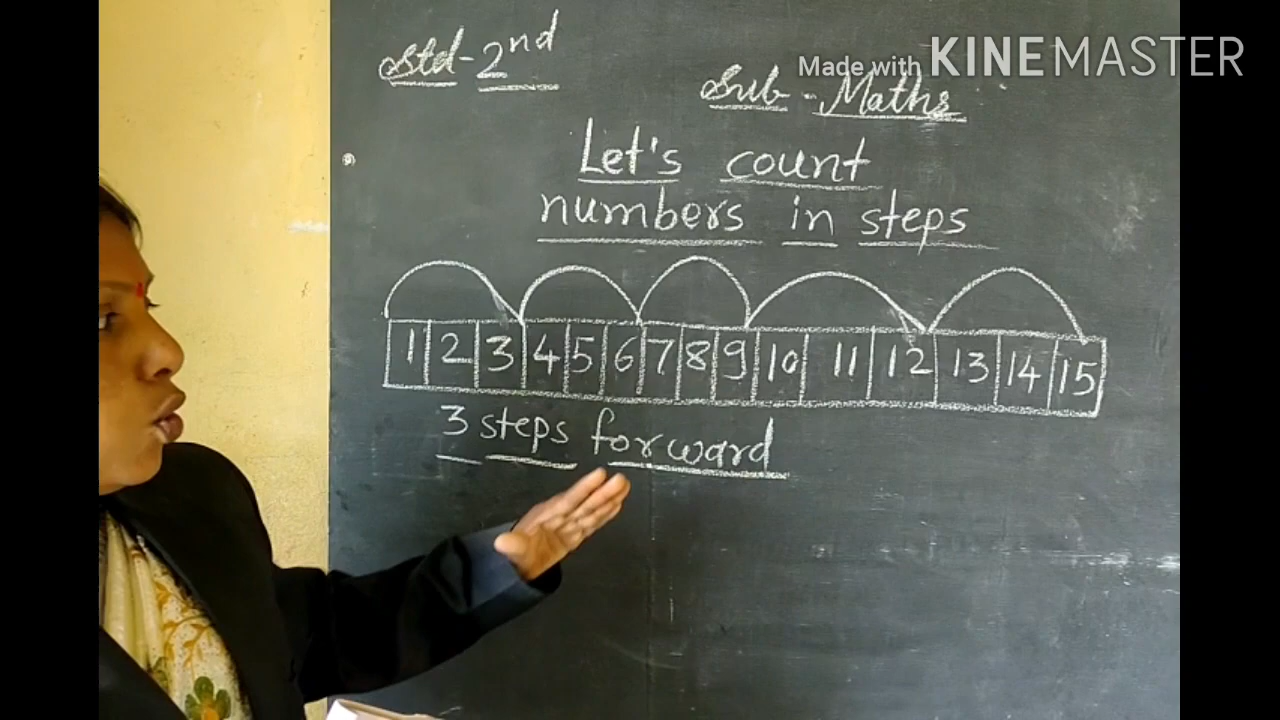 Std-2nd
Made with KINEMASTER
Sub-Maths
Let's count
numbers in steps
1 2 3 4 5 6 7 8 9 10 11 12 13 14 15
3 steps forward